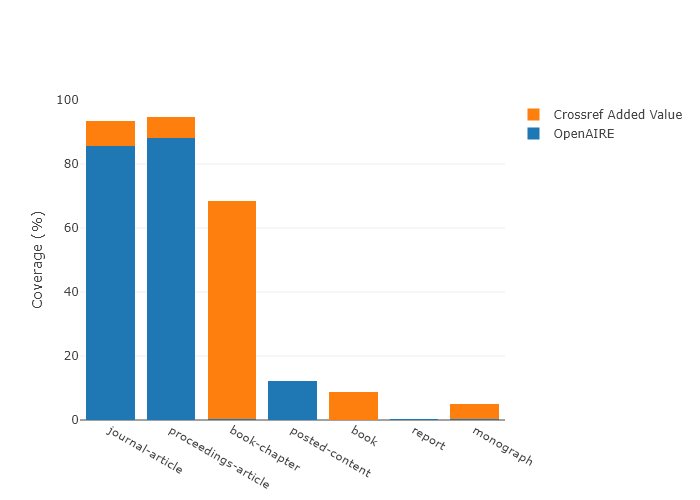 100
80
60
40
20
0
Coverage (%)
journal-article
proceedings-article
book-chapter
posted-content
book
report
monograph
Crossref Added Value
OpenAIRE